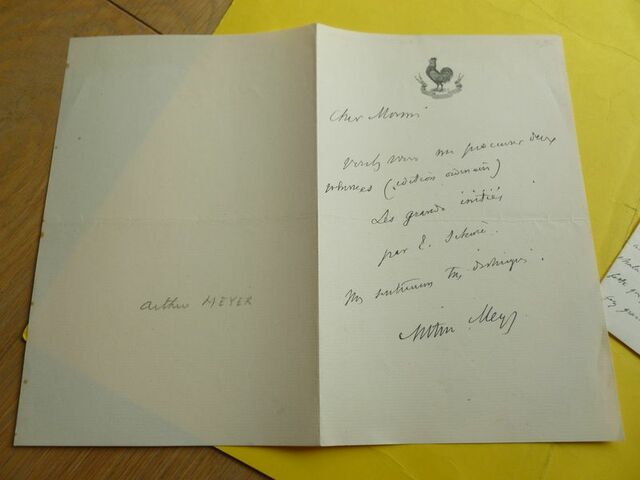 Cher Monsieur
Voulez vous me procurer deux
volumes (édition ordinaire)
Les grands initiés
par E. Schuré.
Mes sentiments très distingués.
Arthur Meyer
Arthur MEYER